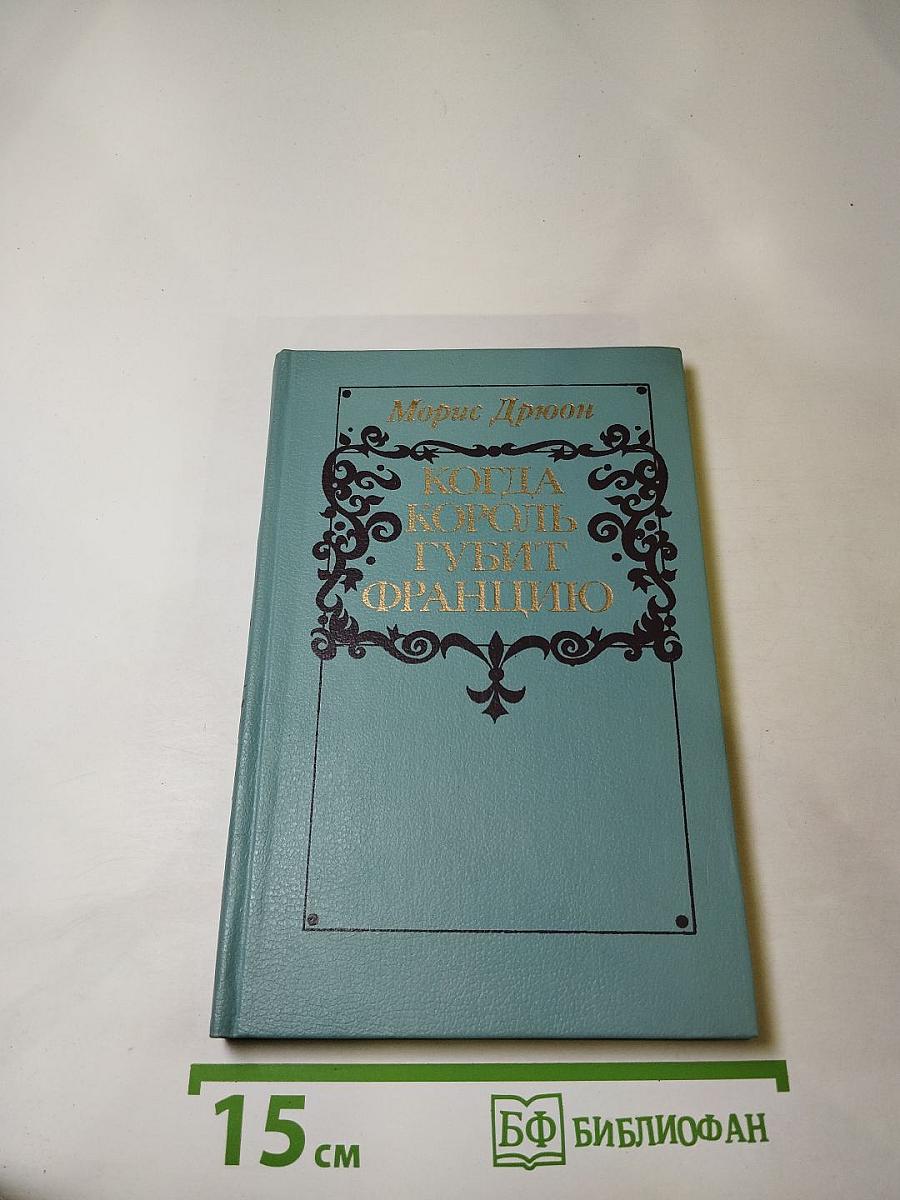 Морис Дрюон
КОГДА
КОРОЛЬ
ГУБИТ
ФРАНЦИЮ
15 см
БФ БИБЛИОФАН